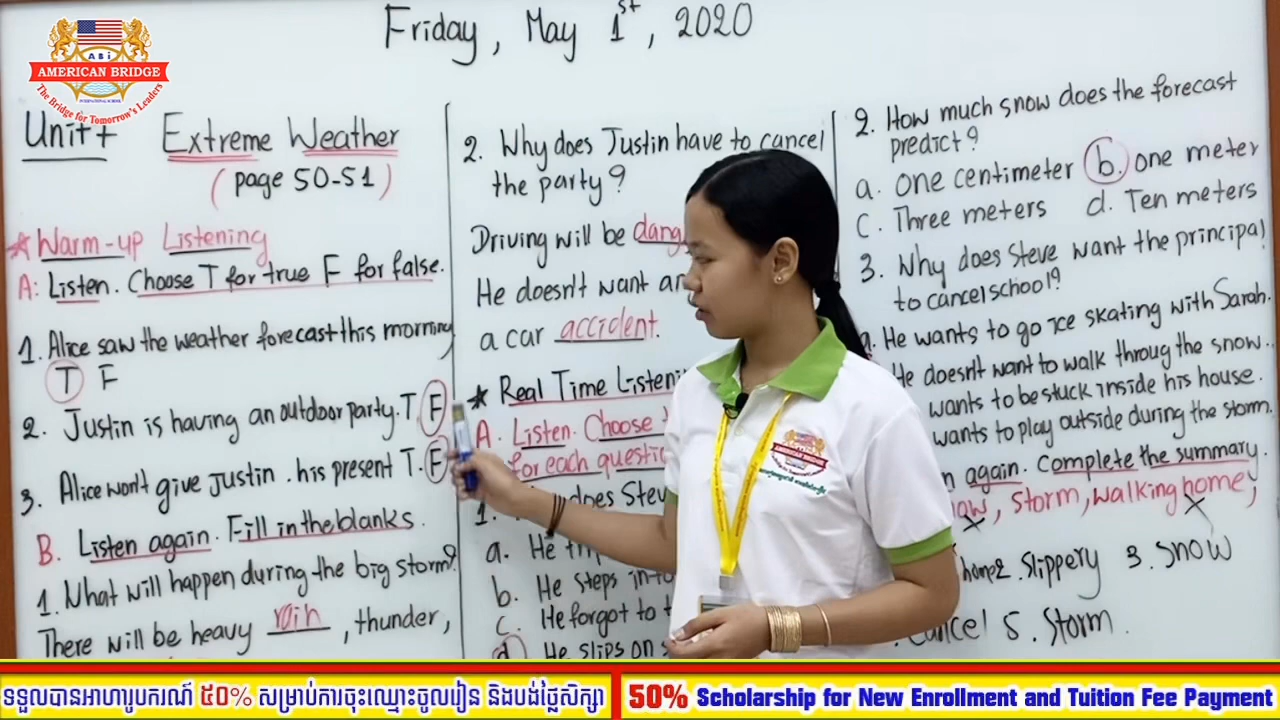 ABi
AMERICAN BRIDGE
INTERNATIONAL SCHOOL
The Bridge for Tomorrow's Leaders
Friday, May 1st, 2020
Unit 7 Extreme Weather
(page 50-51)
★ Warm-up Listening
A: Listen. Choose T for true F for false.
1. Alice saw the weather forecast this morning
T F
2. Justin is having an outdoor party. T F
3. Alice won't give Justin. his present T. F
B. Listen again. Fill in the blanks.
1. What will happen during the big storm?
There will be heavy rain, thunder,
2. Why does Justin have to cancel
the party?
Driving will be
He doesn't want
a car accident.
★ Real Time
A. Listen. Choose
for each
1. does
a. He
b. He steps
c. He forgot to
d. He slips on
2. How much snow does the forecast
predict?
a. one centimeter b. one meter
c. Three meters d. Ten meters
3. Why does Steve want the principal
to cancel school?
a. He wants to go ice skating with Sarah.
He doesn't want to walk throug the snow..
wants to be stuck inside his house.
wants to play outside during the storm.
again. Complete the summary.
, storm, walking home,
home 2. slippery 3. snow
cancel 5. Storm.
AMERICAN BRIDGE
ទទួលបានអាហារូបករណ៍ ៥០% សម្រាប់ការចុះឈ្មោះចូលរៀន និងបង់ថ្លៃសិក្សា
50% Scholarship for New Enrollment and Tuition Fee Payment